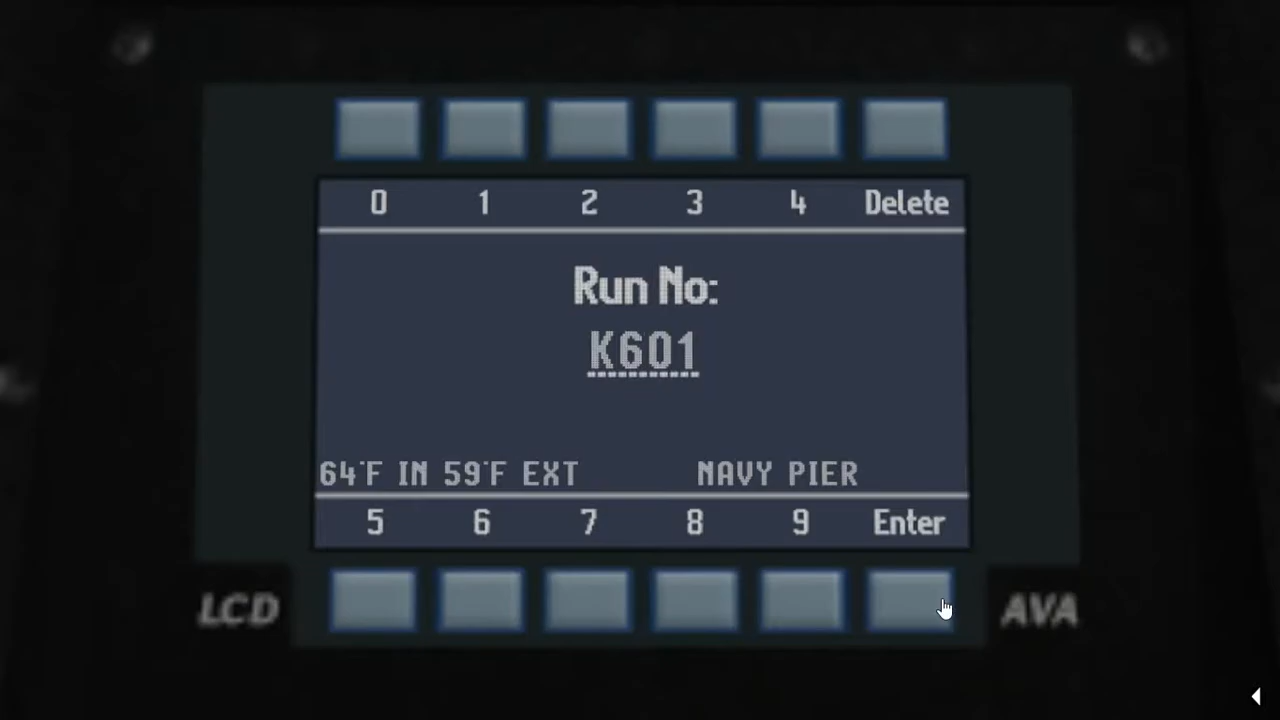 0 1 2 3 4 Delete
Run No:
K601
64°F IN 59°F EXT NAVY PIER
5 6 7 8 9 Enter
LCD AVA